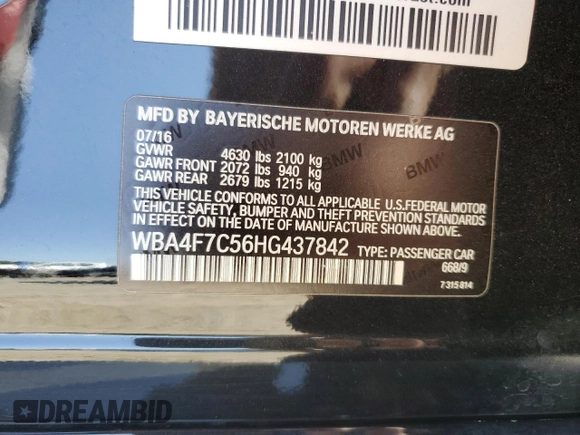 MFD BY BAYERISCHE MOTOREN WERKE AG
07/16
GVWR 4630 lbs 2100 kg
GAWR FRONT 2072 lbs 940 kg
GAWR REAR 2679 lbs 1215 kg
THIS VEHICLE CONFORMS TO ALL APPLICABLE U.S.FEDERAL MOTOR
VEHICLE SAFETY, BUMPER AND THEFT PREVENTION STANDARDS
IN EFFECT ON THE DATE OF MANUFACTURE SHOWN ABOVE.
WBA4F7C56HG437842 TYPE: PASSENGER CAR
668/9
7315814
DREAMBID